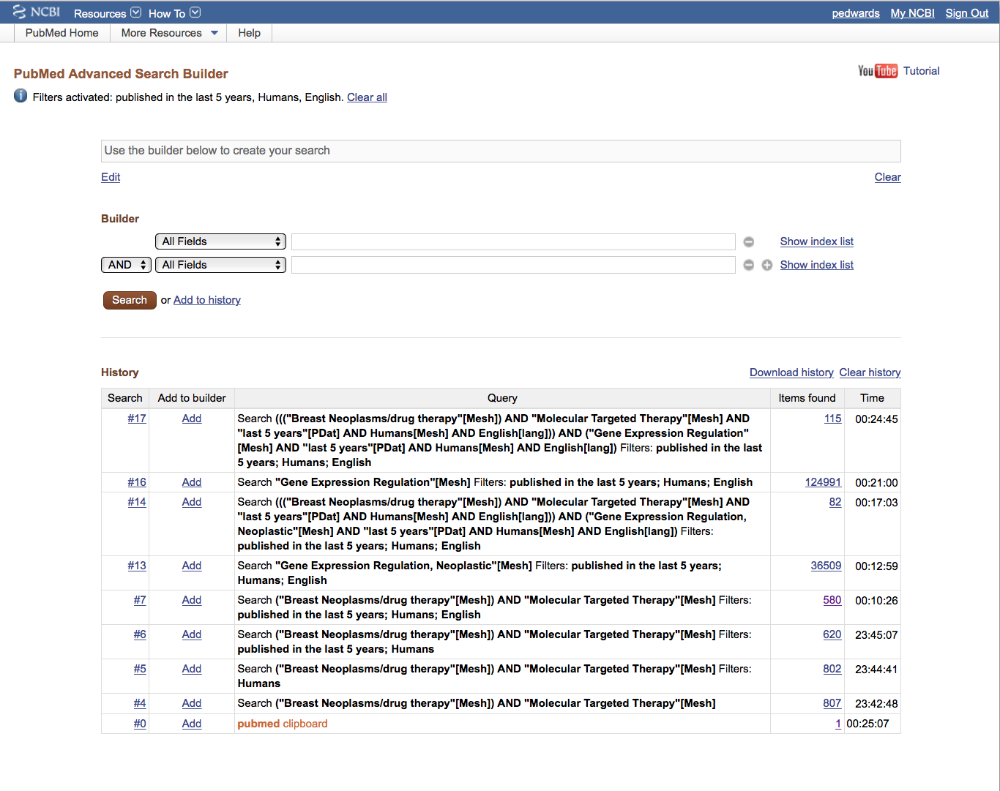 NCBI Resources How To pedwards My NCBI Sign Out
PubMed Home More Resources Help
PubMed Advanced Search Builder YouTube Tutorial
Filters activated: published in the last 5 years, Humans, English. Clear all
Use the builder below to create your search
Edit Clear
Builder
All Fields Show index list
AND All Fields Show index list
Search or Add to history
History Download history Clear history
Search Add to builder Query Items found Time
#17 Add Search ((("Breast Neoplasms/drug therapy"[Mesh]) AND "Molecular Targeted Therapy"[Mesh] AND 115 00:24:45
"last 5 years"[PDat] AND Humans[Mesh] AND English[lang])) AND ("Gene Expression Regulation"
[Mesh] AND "last 5 years"[PDat] AND Humans[Mesh] AND English[lang]) Filters: published in the last
5 years; Humans; English
#16 Add Search "Gene Expression Regulation"[Mesh] Filters: published in the last 5 years; Humans; English 124991 00:21:00
#14 Add Search ((("Breast Neoplasms/drug therapy"[Mesh]) AND "Molecular Targeted Therapy"[Mesh] AND 82 00:17:03
"last 5 years"[PDat] AND Humans[Mesh] AND English[lang])) AND ("Gene Expression Regulation,
Neoplastic"[Mesh] AND "last 5 years"[PDat] AND Humans[Mesh] AND English[lang]) Filters:
published in the last 5 years; Humans; English
#13 Add Search "Gene Expression Regulation, Neoplastic"[Mesh] Filters: published in the last 5 years; 36509 00:12:59
Humans; English
#7 Add Search ("Breast Neoplasms/drug therapy"[Mesh]) AND "Molecular Targeted Therapy"[Mesh] Filters: 580 00:10:26
published in the last 5 years; Humans; English
#6 Add Search ("Breast Neoplasms/drug therapy"[Mesh]) AND "Molecular Targeted Therapy"[Mesh] Filters: 620 23:45:07
published in the last 5 years; Humans
#5 Add Search ("Breast Neoplasms/drug therapy"[Mesh]) AND "Molecular Targeted Therapy"[Mesh] Filters: 802 23:44:41
Humans
#4 Add Search ("Breast Neoplasms/drug therapy"[Mesh]) AND "Molecular Targeted Therapy"[Mesh] 807 23:42:48
#0 Add pubmed clipboard 1 00:25:07